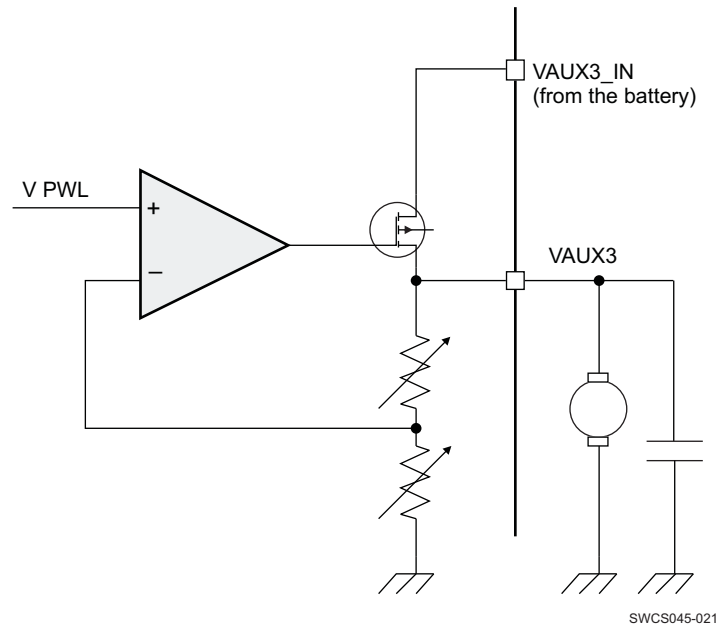 VAUX3_IN
(from the battery)
V PWL
+
–
VAUX3
SWCS045-021